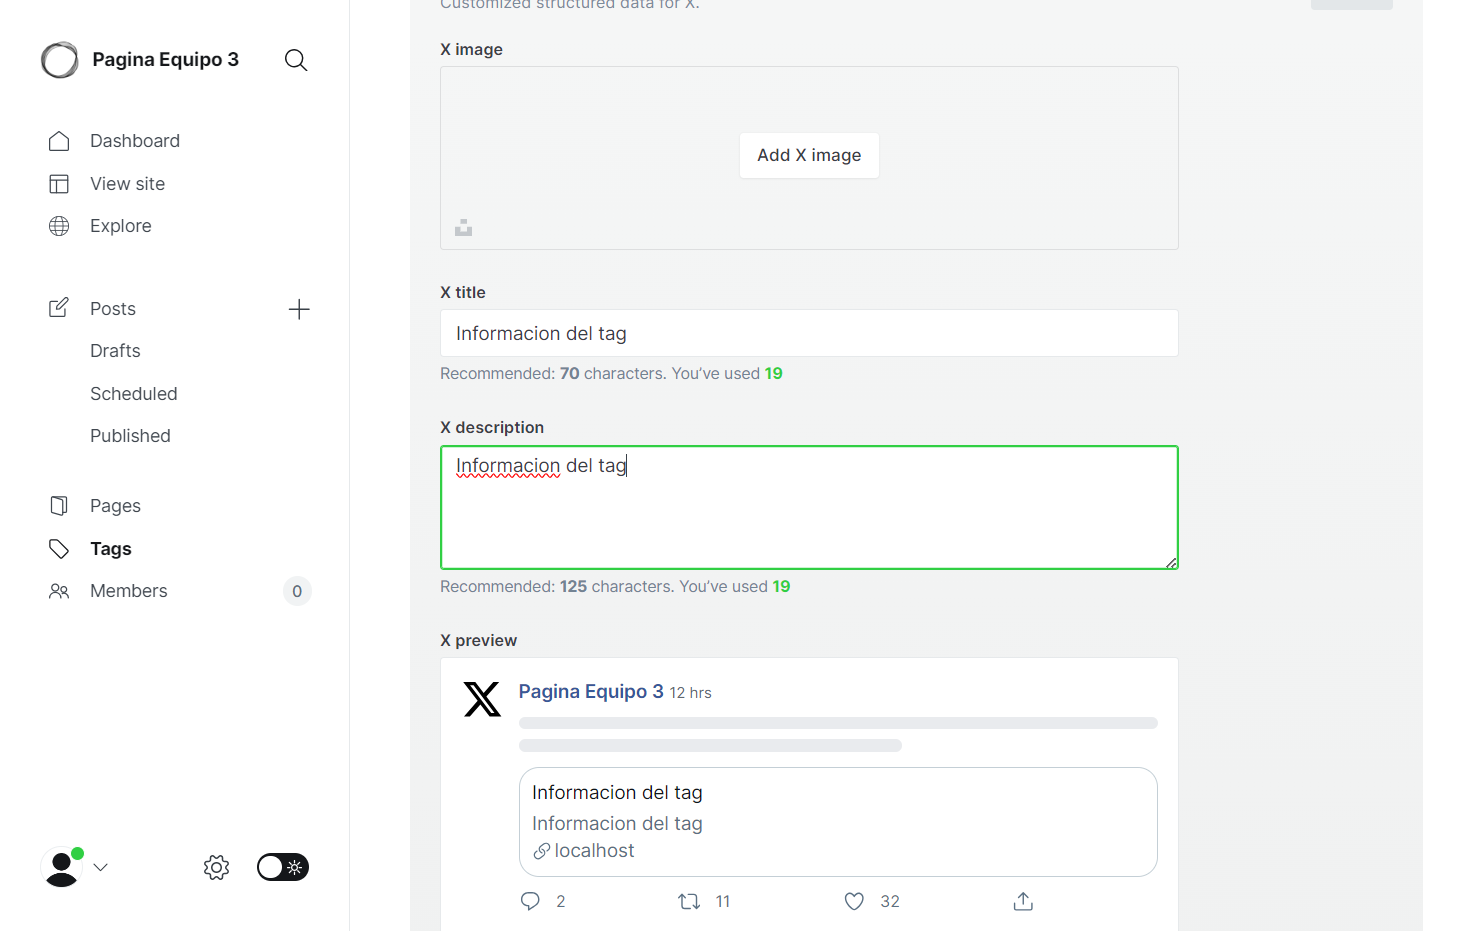 Pagina Equipo 3
Dashboard
View site
Explore
Posts
Drafts
Scheduled
Published
Pages
Tags
Members
0
Customized structured data for X.
X image
Add X image
X title
Informacion del tag
Recommended: 70 characters. You’ve used 19
X description
Informacion del tag
Recommended: 125 characters. You’ve used 19
X preview
Pagina Equipo 3 12 hrs
Informacion del tag
Informacion del tag
localhost
2 11 32